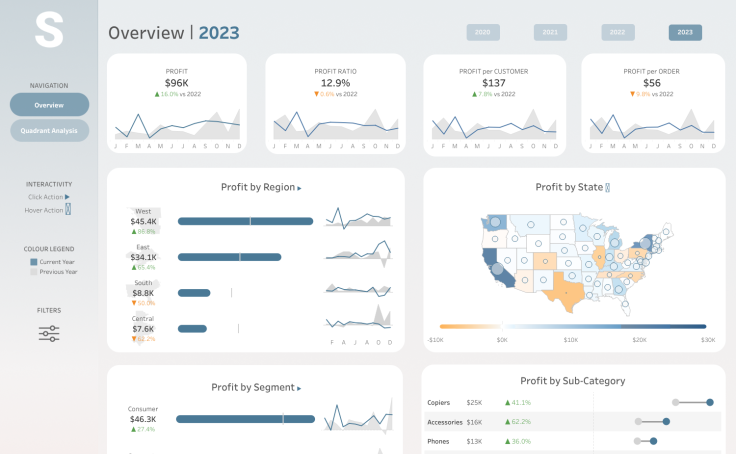 S
NAVIGATION
Overview
Quadrant Analysis
INTERACTIVITY
Click Action ▶
Hover Action
COLOUR LEGEND
Current Year
Previous Year
FILTERS
Overview | 2023
2020
2021
2022
2023
PROFIT
$96K
▲16.0% vs 2022
J F M A M J J A S O N D
PROFIT RATIO
12.9%
▼0.6% vs 2022
J F M A M J J A S O N D
PROFIT per CUSTOMER
$137
▲7.8% vs 2022
J F M A M J J A S O N D
PROFIT per ORDER
$56
▼9.8% vs 2022
J F M A M J J A S O N D
Profit by Region ▶
West
$45.4K
East
$34.1K
▲65.4%
South
$8.8K
Central
$7.6K
▼62.2%
F A J A O D
Profit by State
-$10K
$0K
$10K
$20K
$30K
Profit by Segment ▶
Consumer
$46.3K
▲27.4%
Profit by Sub-Category
Copiers $25K ▲41.1%
Accessories $16K ▲62.2%
Phones $13K ▲36.0%